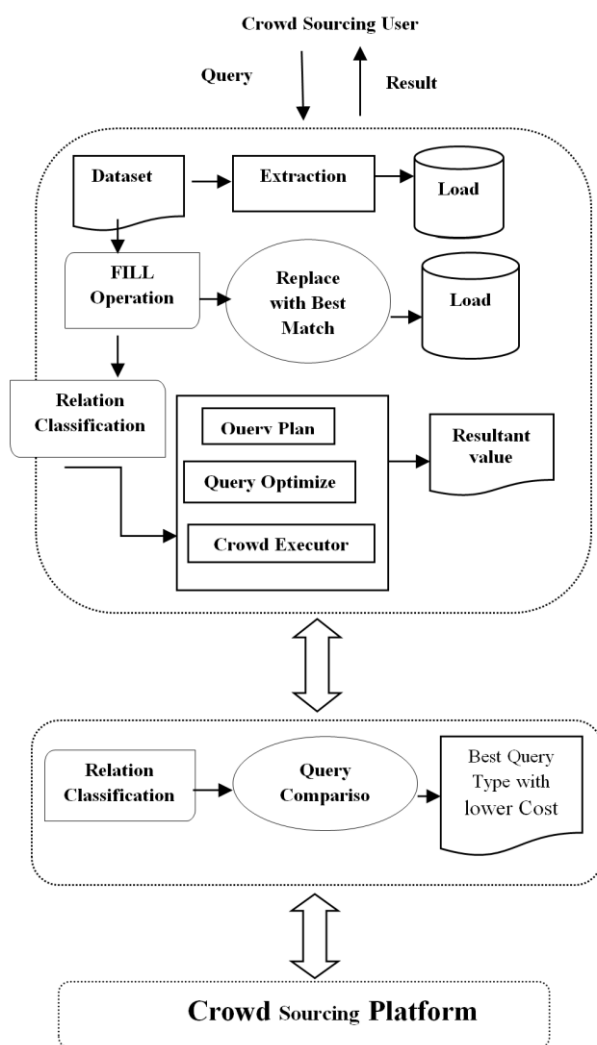 Crowd Sourcing User
Query
Result
Dataset
Extraction
Load
FILL
Operation
Replace
with Best
Match
Load
Relation
Classification
Query Plan
Query Optimize
Crowd Executor
Resultant
value
Relation
Classification
Query
Compariso
Best Query
Type with
lower Cost
Crowd Sourcing Platform